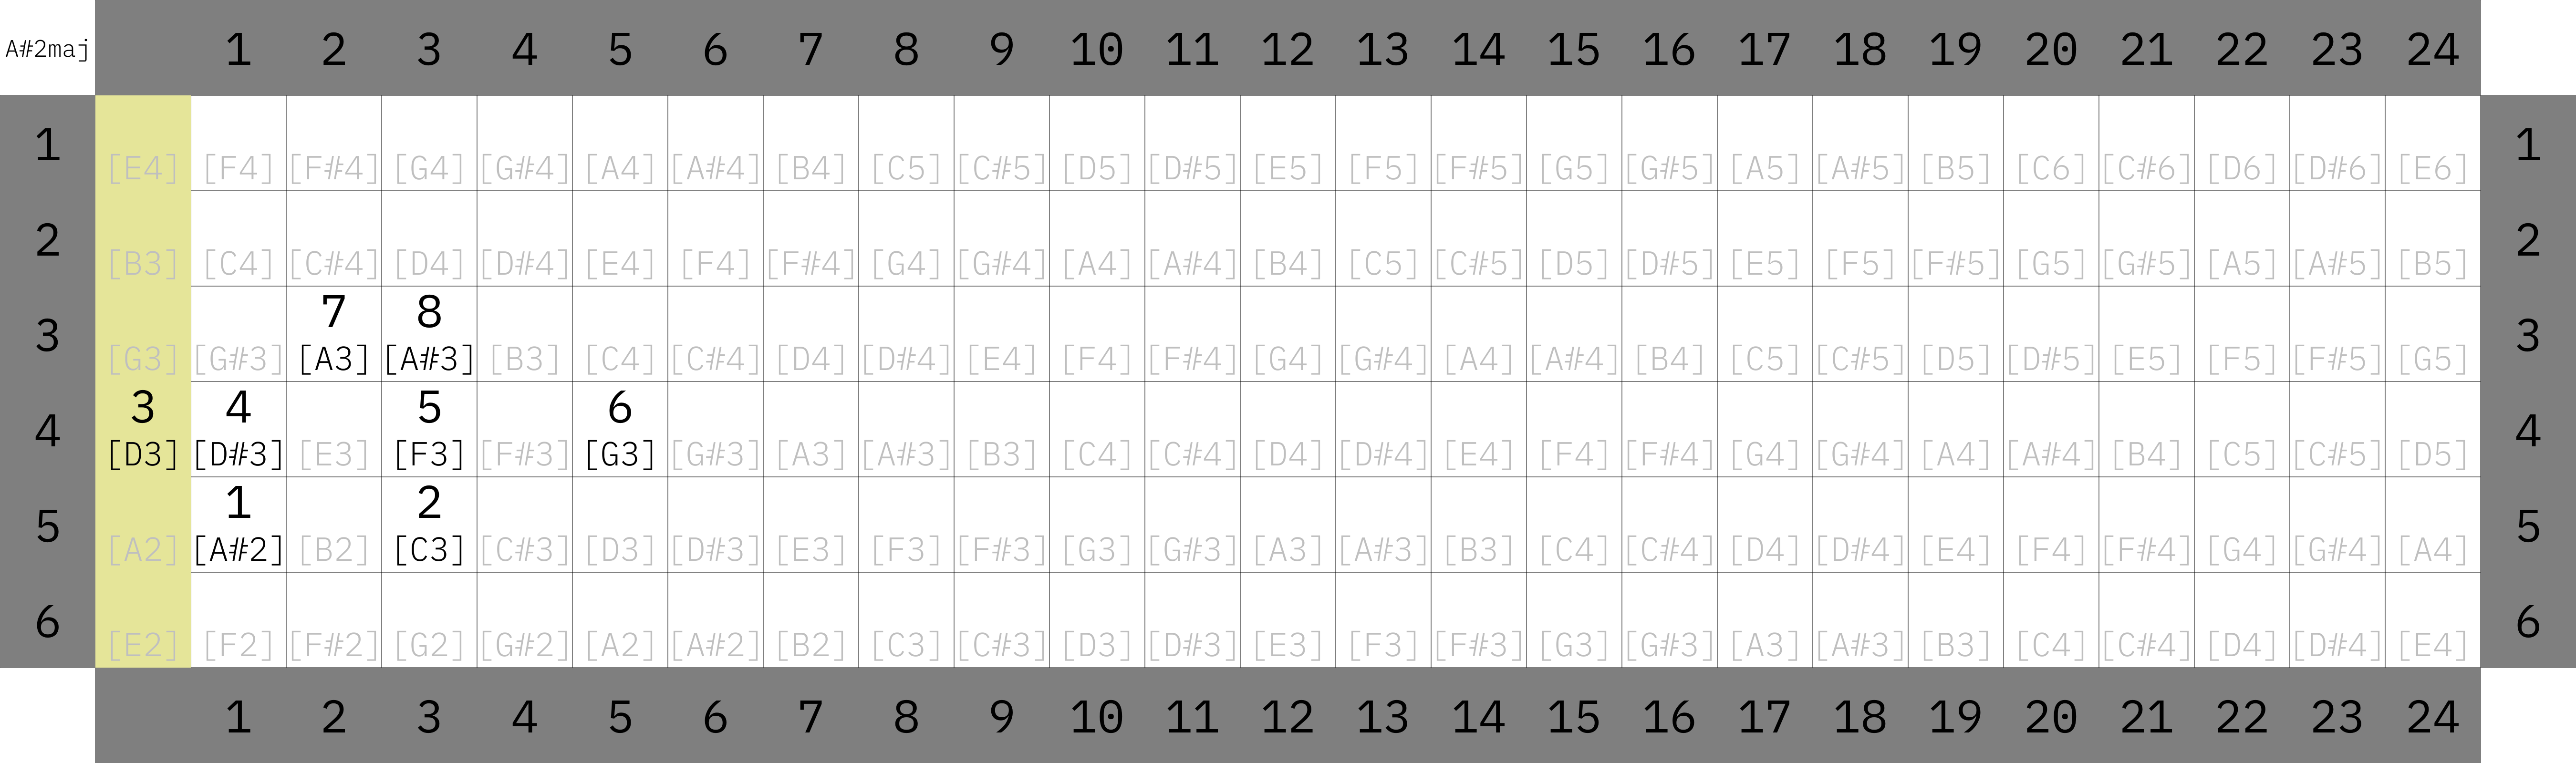 A#2maj 1 2 3 4 5 6 7 8 9 10 11 12 13 14 15 16 17 18 19 20 21 22 23 24
1 [E4] [F4] [F#4] [G4] [G#4] [A4] [A#4] [B4] [C5] [C#5] [D5] [D#5] [E5] [F5] [F#5] [G5] [G#5] [A5] [A#5] [B5] [C6] [C#6] [D6] [D#6] [E6] 1
2 [B3] [C4] [C#4] [D4] [D#4] [E4] [F4] [F#4] [G4] [G#4] [A4] [A#4] [B4] [C5] [C#5] [D5] [D#5] [E5] [F5] [F#5] [G5] [G#5] [A5] [A#5] [B5] 2
7 8
3 [G3] [G#3] [A3] [A#3] [B3] [C4] [C#4] [D4] [D#4] [E4] [F4] [F#4] [G4] [G#4] [A4] [A#4] [B4] [C5] [C#5] [D5] [D#5] [E5] [F5] [F#5] [G5] 3
3 4 5 6
4 [D3] [D#3] [E3] [F3] [F#3] [G3] [G#3] [A3] [A#3] [B3] [C4] [C#4] [D4] [D#4] [E4] [F4] [F#4] [G4] [G#4] [A4] [A#4] [B4] [C5] [C#5] [D5] 4
1 2
5 [A2] [A#2] [B2] [C3] [C#3] [D3] [D#3] [E3] [F3] [F#3] [G3] [G#3] [A3] [A#3] [B3] [C4] [C#4] [D4] [D#4] [E4] [F4] [F#4] [G4] [G#4] [A4] 5
6 [E2] [F2] [F#2] [G2] [G#2] [A2] [A#2] [B2] [C3] [C#3] [D3] [D#3] [E3] [F3] [F#3] [G3] [G#3] [A3] [A#3] [B3] [C4] [C#4] [D4] [D#4] [E4] 6
1 2 3 4 5 6 7 8 9 10 11 12 13 14 15 16 17 18 19 20 21 22 23 24